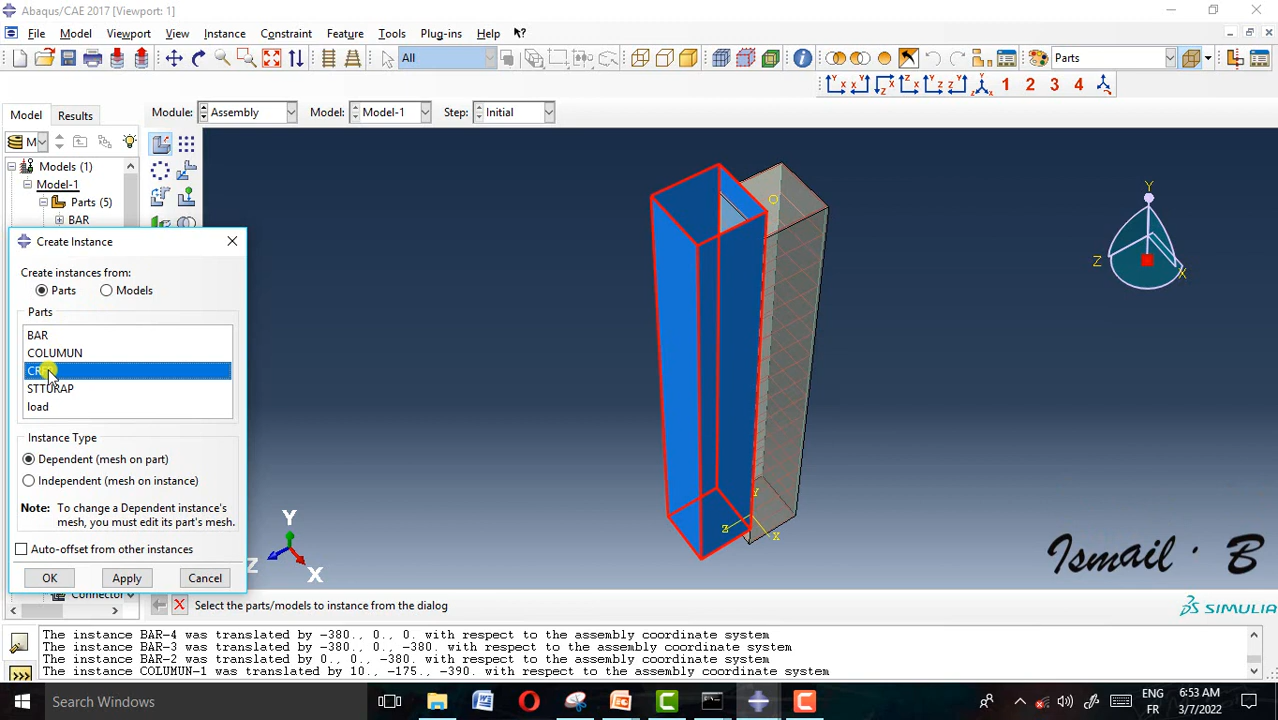 Abaqus/CAE 2017 [Viewport: 1]
File Model Viewport View Instance Constraint Feature Tools Plug-ins Help
All
Parts
1 2 3 4
Model Results
Module: Assembly Model: Model-1 Step: Initial
M
Models (1)
Model-1
Parts (5)
BAR
Create Instance
Create instances from:
Parts Models
Parts
BAR
COLUMUN
STTURAP
load
Instance Type
Dependent (mesh on part)
Independent (mesh on instance)
Note: To change a Dependent instance's
mesh, you must edit its part's mesh.
Auto-offset from other instances
OK Apply Cancel
Connector
Y
Z
X
O
Y
Z
X
Y
Z
X
Ismail · B
Select the parts/models to instance from the dialog
SIMULIA
The instance BAR-4 was translated by -380., 0., 0. with respect to the assembly coordinate system
The instance BAR-3 was translated by -380., 0., -380. with respect to the assembly coordinate system
The instance BAR-2 was translated by 0., 0., -380. with respect to the assembly coordinate system
The instance COLUMUN-1 was translated by 10., -175., -390. with respect to the assembly coordinate system
Search Windows
ENG
FR
6:53 AM
3/7/2022